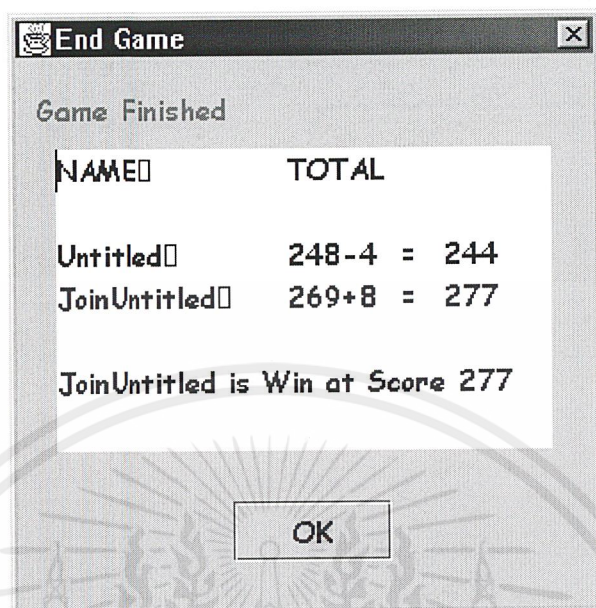 End Game
Game Finished
NAME▯ TOTAL
Untitled▯ 248-4 = 244
JoinUntitled▯ 269+8 = 277
JoinUntitled is Win at Score 277
OK